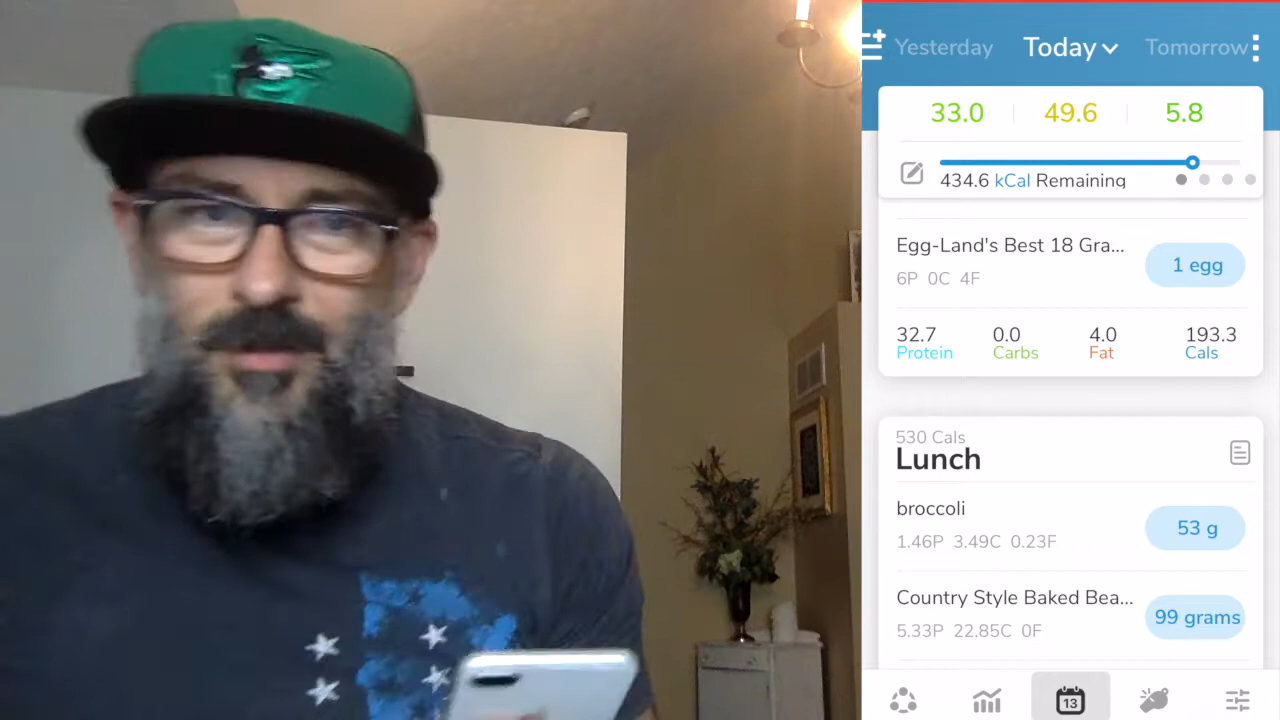 Yesterday Today Tomorrow
33.0 49.6 5.8
434.6 kCal Remaining
Egg-Land's Best 18 Gra...
1 egg
6P 0C 4F
32.7 0.0 4.0 193.3
Protein Carbs Fat Cals
530 Cals
Lunch
broccoli
53 g
1.46P 3.49C 0.23F
Country Style Baked Bea...
99 grams
5.33P 22.85C 0F
13